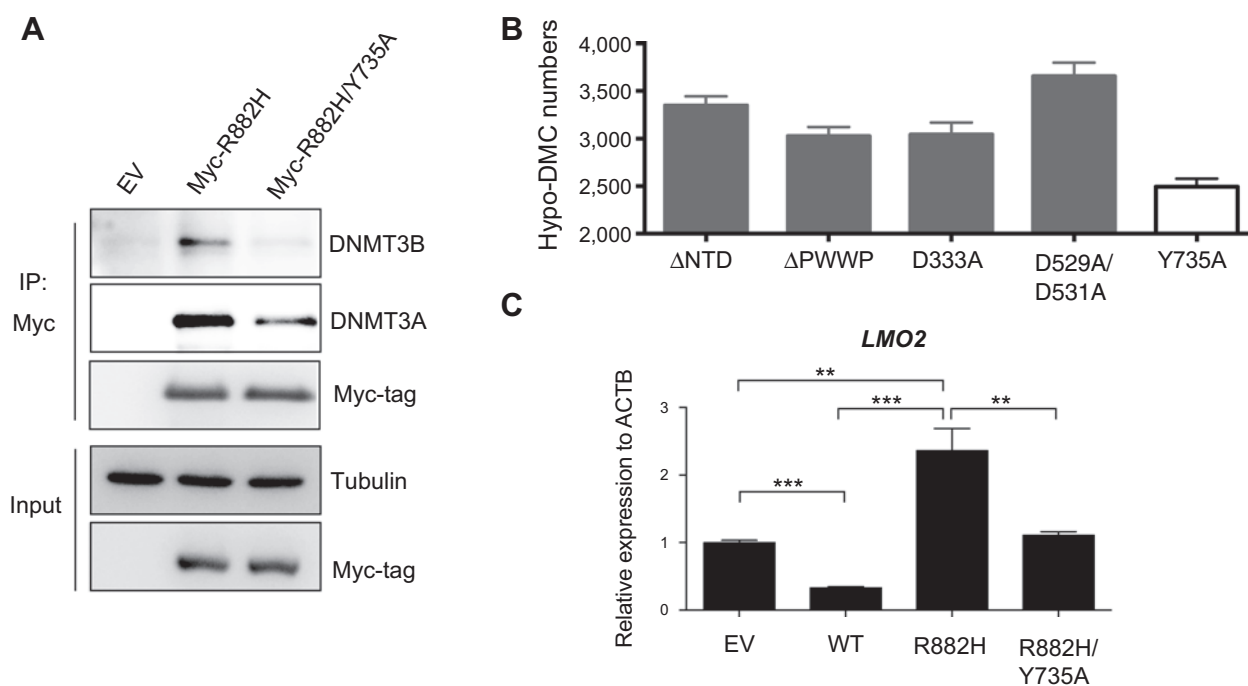 A
EV
Myc-R882H
Myc-R882H/Y735A
IP:
Myc
DNMT3B
DNMT3A
Myc-tag
Input
Tubulin
Myc-tag
B
Hypo-DMC numbers
4,000
3,500
3,000
2,500
2,000
ΔNTD
ΔPWWP
D333A
D529A/
D531A
Y735A
C
LMO2
Relative expression to ACTB
3
2
1
0
**
***
**
***
EV
WT
R882H
R882H/
Y735A